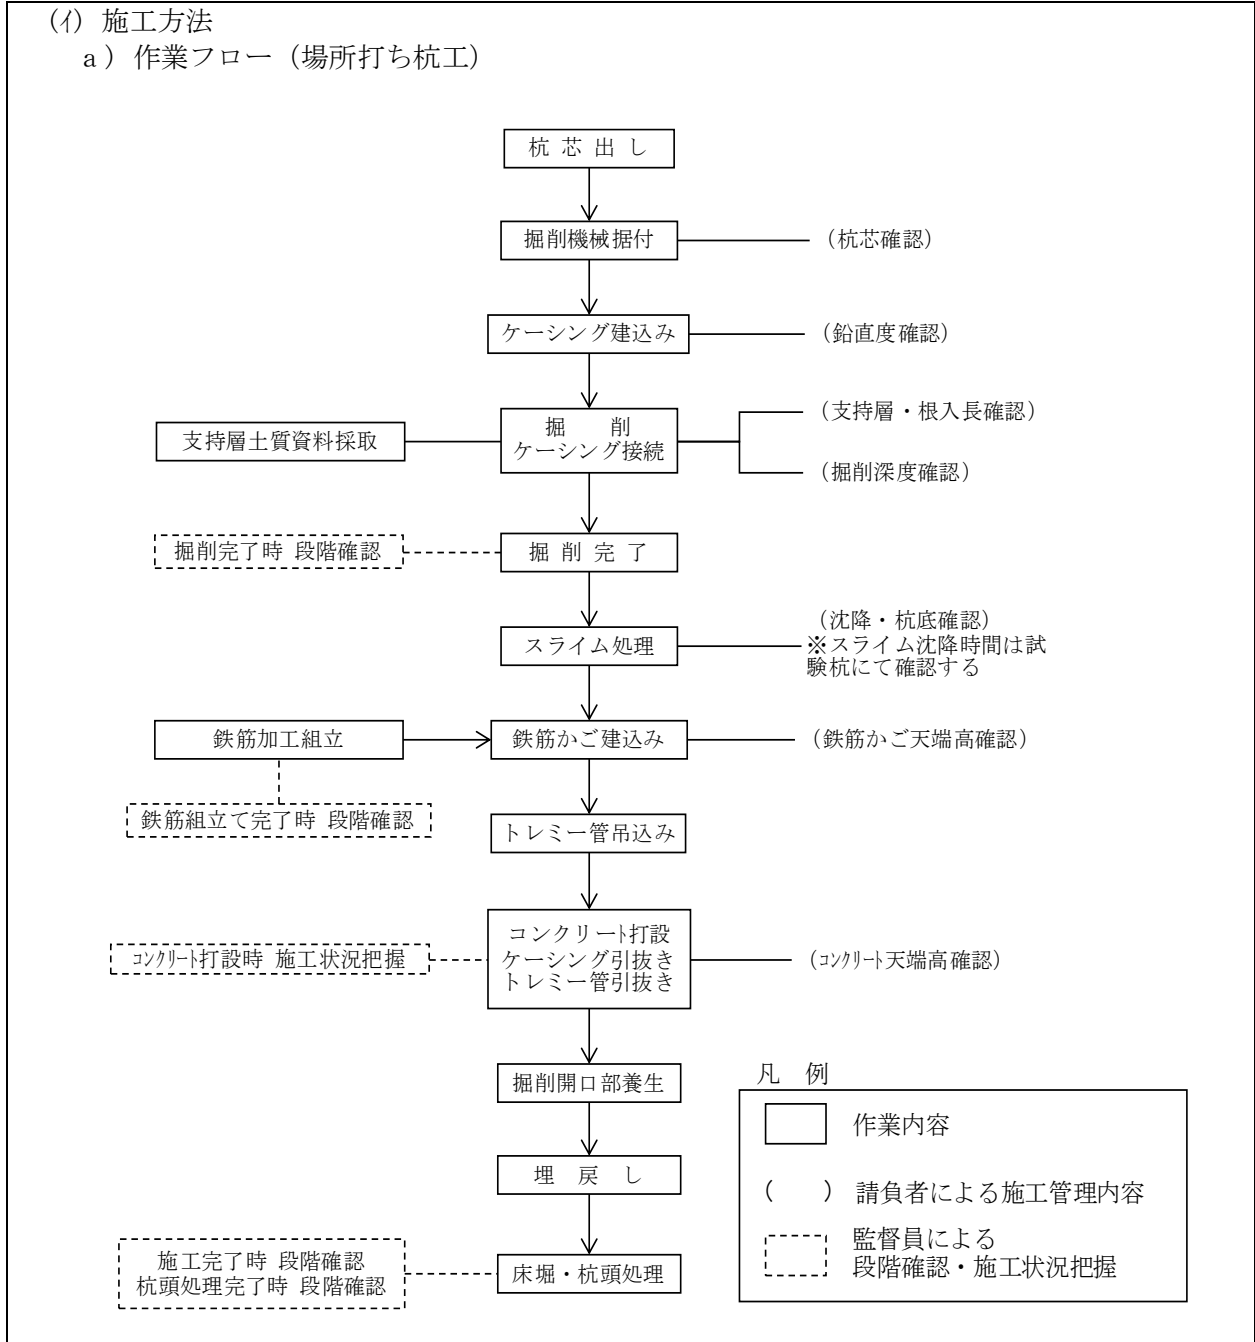 (ｲ) 施工方法
a）作業フロー（場所打ち杭工）
杭 芯 出 し
掘削機械据付
（杭芯確認）
ケーシング建込み
（鉛直度確認）
支持層土質資料採取
掘　　削
ケーシング接続
（支持層・根入長確認）
（掘削深度確認）
掘削完了時 段階確認
掘 削 完 了
スライム処理
（沈降・杭底確認）
※スライム沈降時間は試
験杭にて確認する
鉄筋加工組立
鉄筋かご建込み
（鉄筋かご天端高確認）
鉄筋組立て完了時 段階確認
トレミー管吊込み
ｺﾝｸﾘｰﾄ打設時 施工状況把握
コンクリート打設
ケーシング引抜き
トレミー管引抜き
（ｺﾝｸﾘｰﾄ天端高確認）
掘削開口部養生
埋　戻　し
施工完了時 段階確認
杭頭処理完了時 段階確認
床堀・杭頭処理
凡　例
作業内容
（　　）請負者による施工管理内容
監督員による
段階確認・施工状況把握